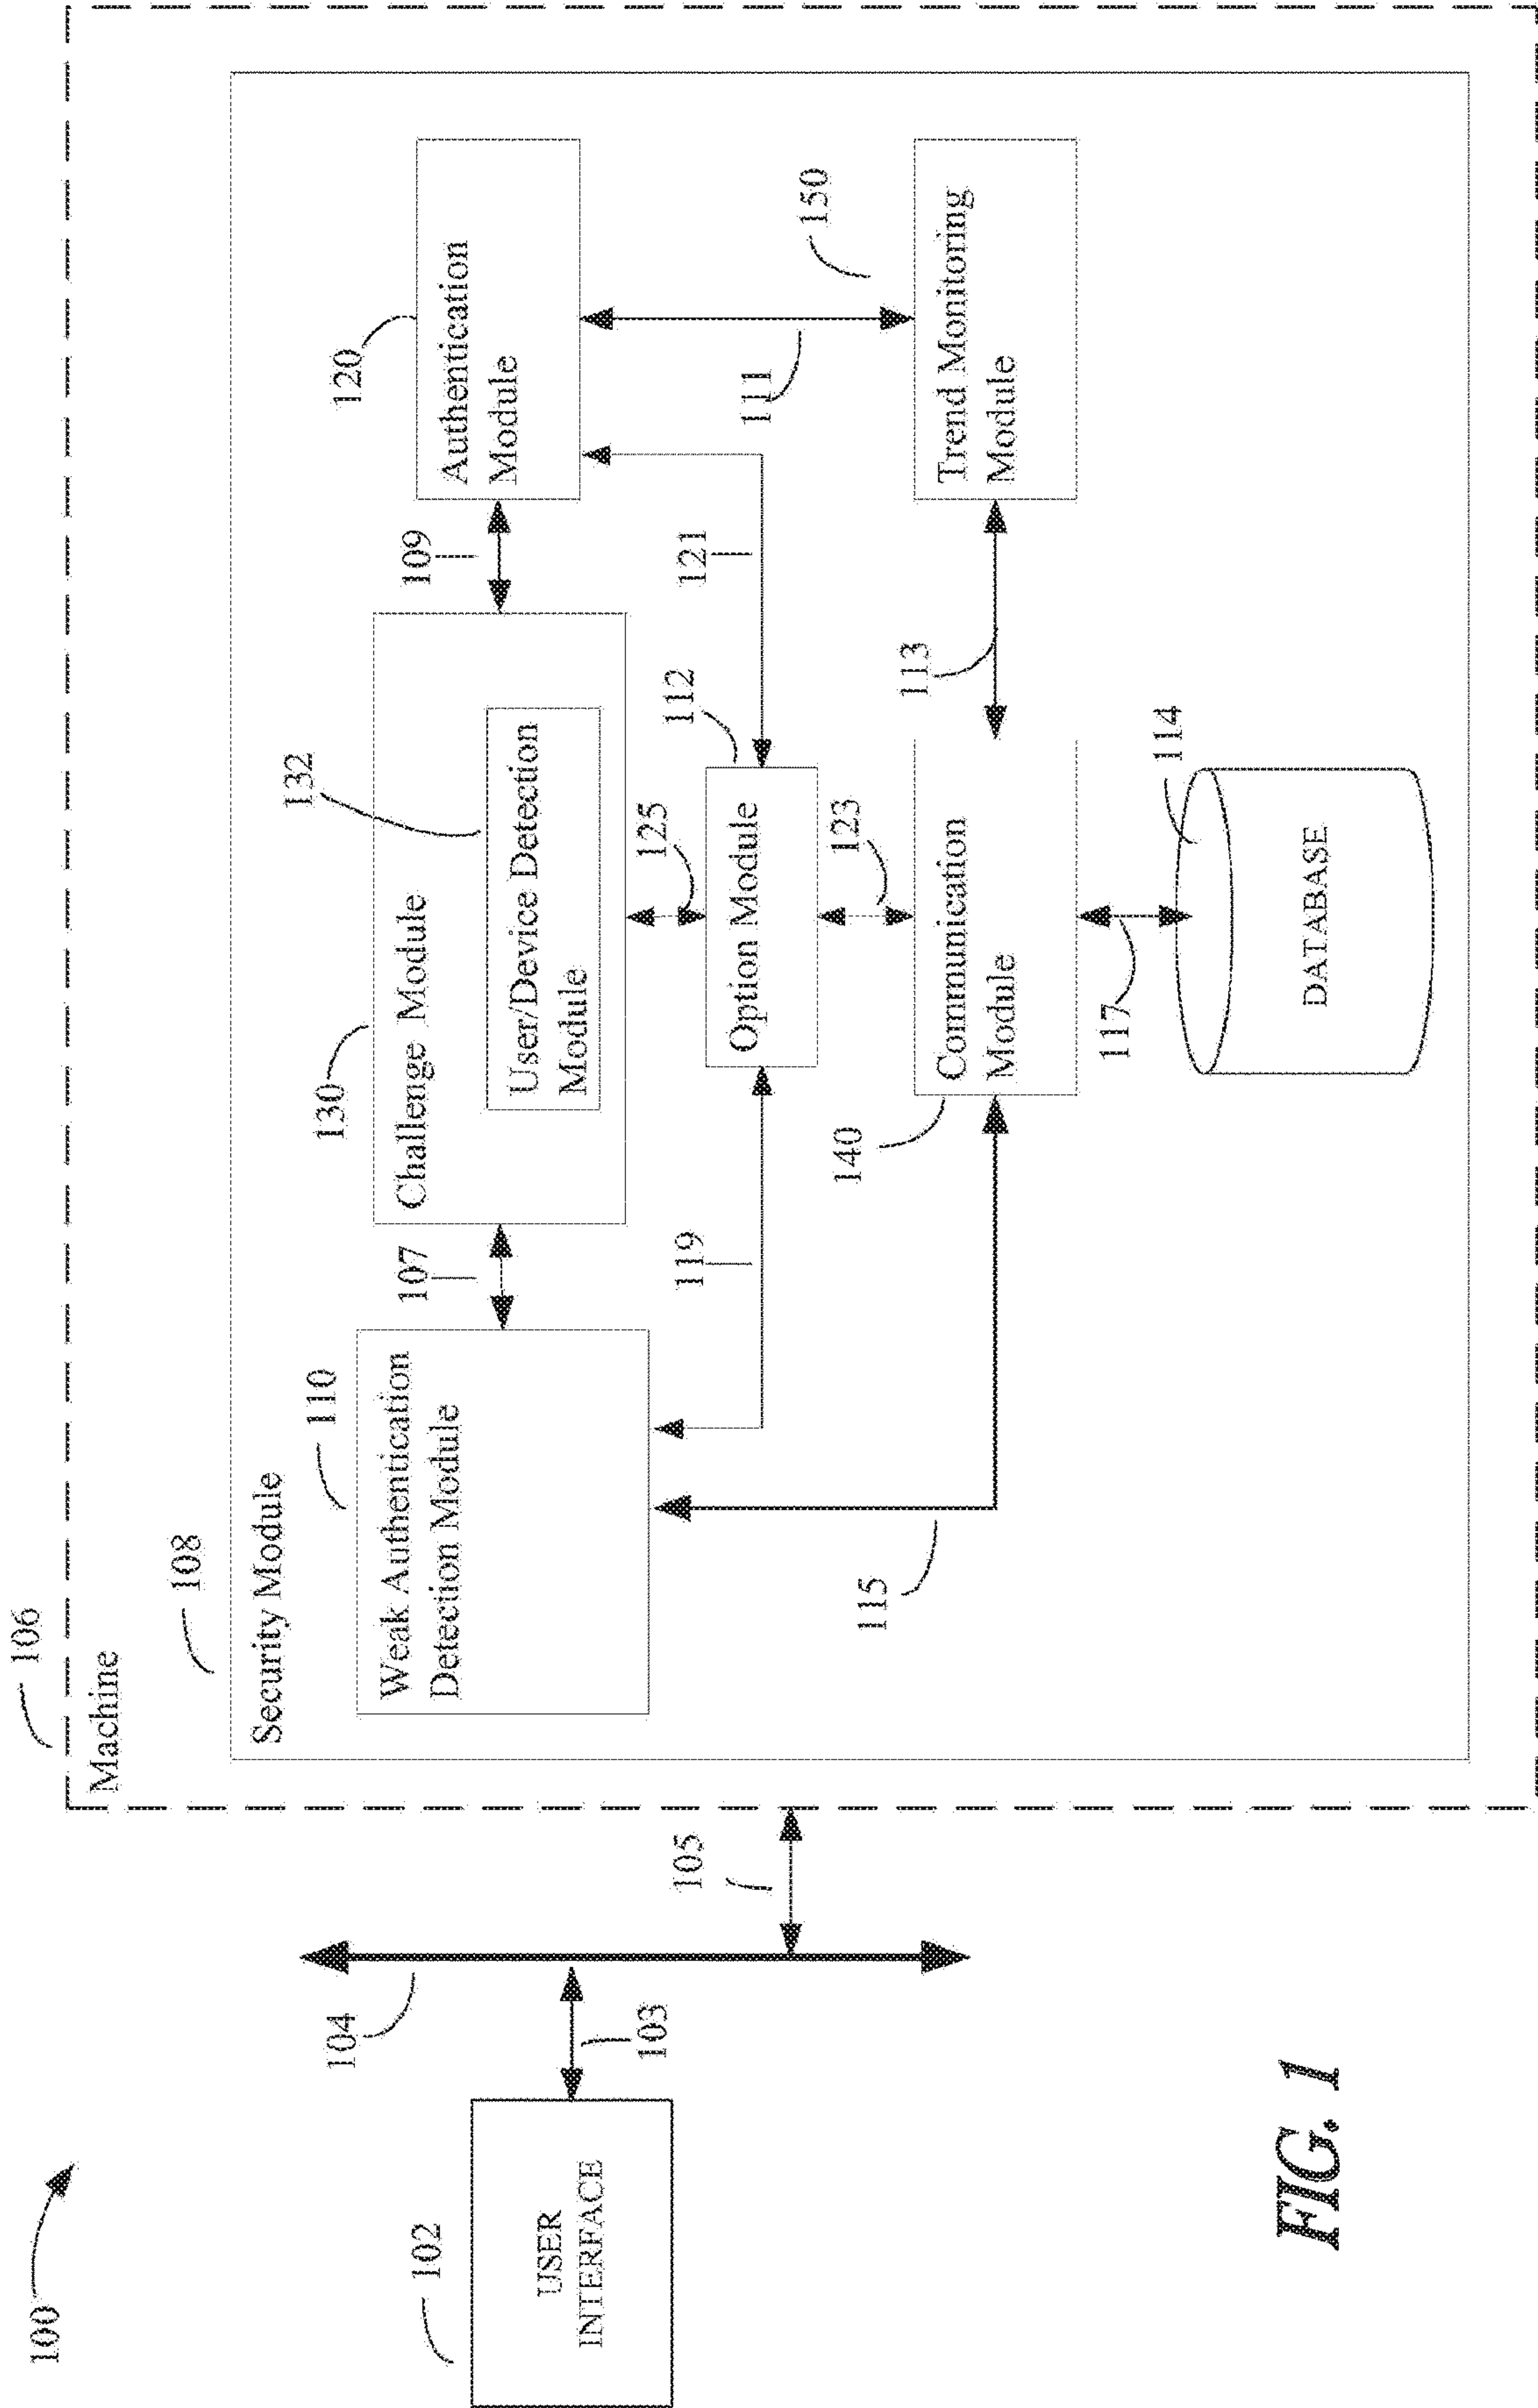 100
106
Machine
108
Security Module
110
Weak Authentication
Detection Module
107
130
Challenge Module
132
User/Device Detection
Module
109
120
Authentication
Module
119
125
112
Option Module
121
111
150
115
140
123
Communication
Module
113
Trend Monitoring
Module
117
114
DATABASE
104
103
105
102
USER
INTERFACE
FIG. 1